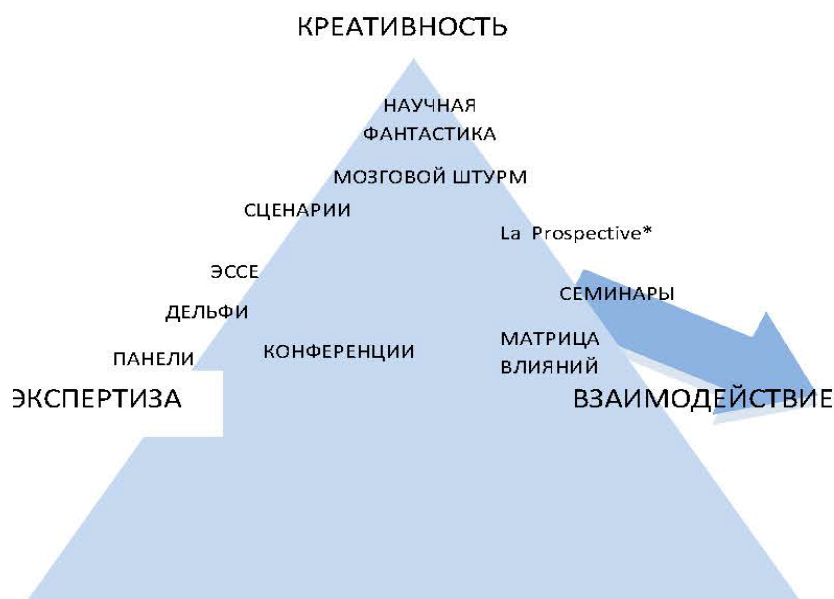 КРЕАТИВНОСТЬ
НАУЧНАЯ
ФАНТАСТИКА
МОЗГОВОЙ ШТУРМ
СЦЕНАРИИ
La Prospective*
ЭССЕ
СЕМИНАРЫ
ДЕЛЬФИ
МАТРИЦА
ВЛИЯНИЙ
КОНФЕРЕНЦИИ
ПАНЕЛИ
ЭКСПЕРТИЗА
ВЗАИМОДЕЙСТВИЕ